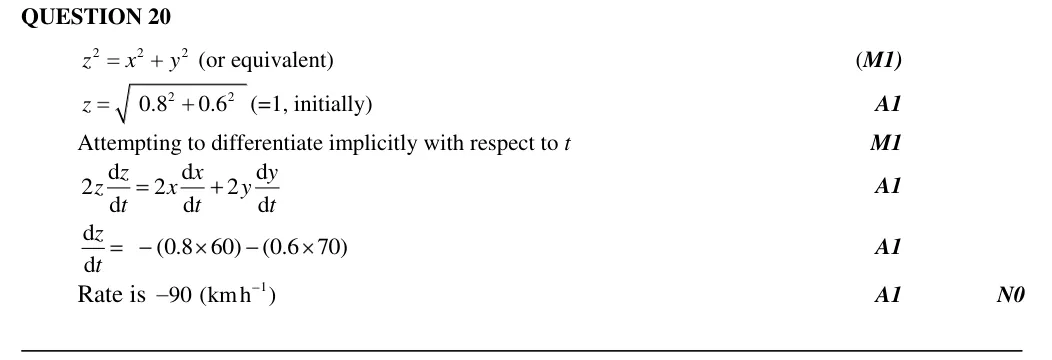 QUESTION 20
z² = x² + y² (or equivalent) (M1)
z = √(0.8² + 0.6²) (=1, initially) A1
Attempting to differentiate implicitly with respect to t M1
2z dz/dt = 2x dx/dt + 2y dy/dt A1
dz/dt = −(0.8×60)−(0.6×70) A1
Rate is −90 (km h⁻¹) A1 N0